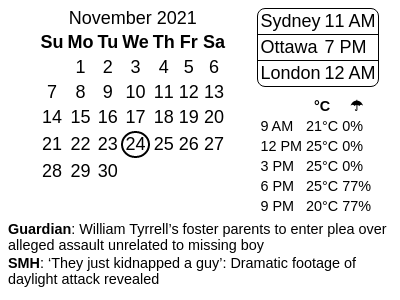 November 2021
Su Mo Tu We Th Fr Sa
1 2 3 4 5 6
7 8 9 10 11 12 13
14 15 16 17 18 19 20
21 22 23 24 25 26 27
28 29 30
Sydney 11 AM
Ottawa 7 PM
London 12 AM
°C ☂
9 AM 21°C 0%
12 PM 25°C 0%
3 PM 25°C 0%
6 PM 25°C 77%
9 PM 20°C 77%
Guardian: William Tyrrell’s foster parents to enter plea over
alleged assault unrelated to missing boy
SMH: ‘They just kidnapped a guy’: Dramatic footage of
daylight attack revealed